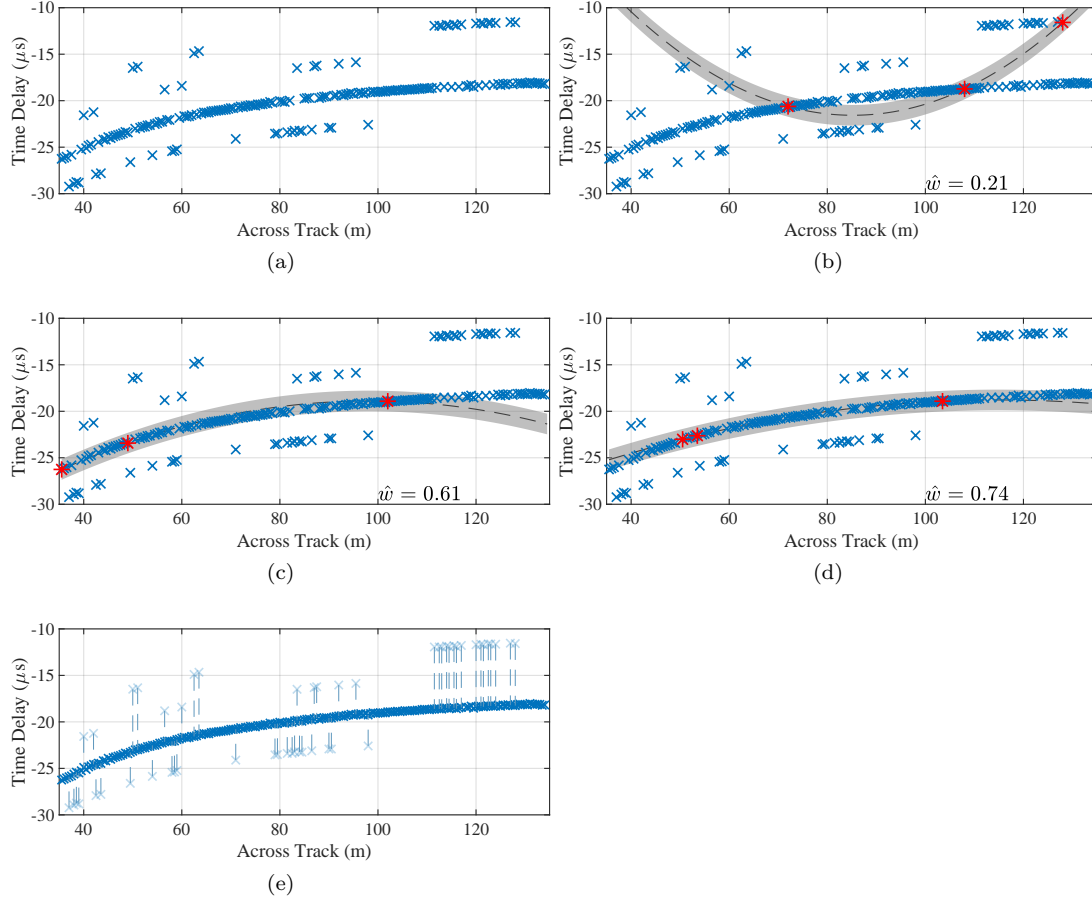 -10
-15
-20
-25
-30
Time Delay (μs)
40 60 80 100 120
Across Track (m)
(a)
-10
-15
-20
-25
-30
Time Delay (μs)
ŵ = 0.21
40 60 80 100 120
Across Track (m)
(b)
-10
-15
-20
-25
-30
Time Delay (μs)
ŵ = 0.61
40 60 80 100 120
Across Track (m)
(c)
-10
-15
-20
-25
-30
Time Delay (μs)
ŵ = 0.74
40 60 80 100 120
Across Track (m)
(d)
-10
-15
-20
-25
-30
Time Delay (μs)
40 60 80 100 120
Across Track (m)
(e)